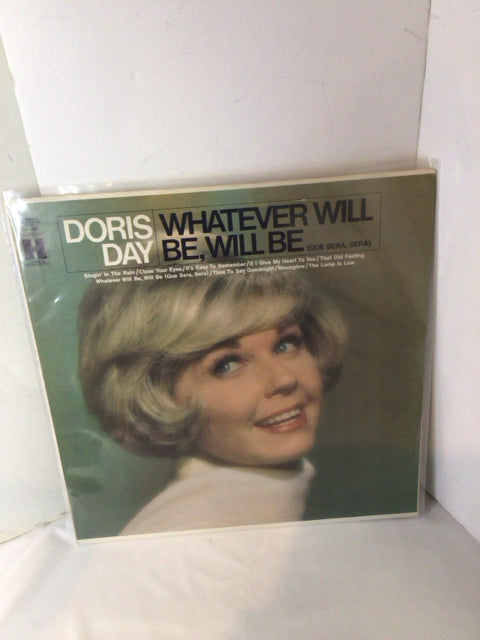 H
DORIS DAY
WHATEVER WILL BE, WILL BE (QUE SERA, SERA)
Singin' In The Rain/Close Your Eyes/It's Easy To Remember/If I Give My Heart To You/That Old Feeling
Whatever Will Be, Will Be (Que Sera, Sera)/Time To Say Goodnight/Moonglow/The Lamp Is Low